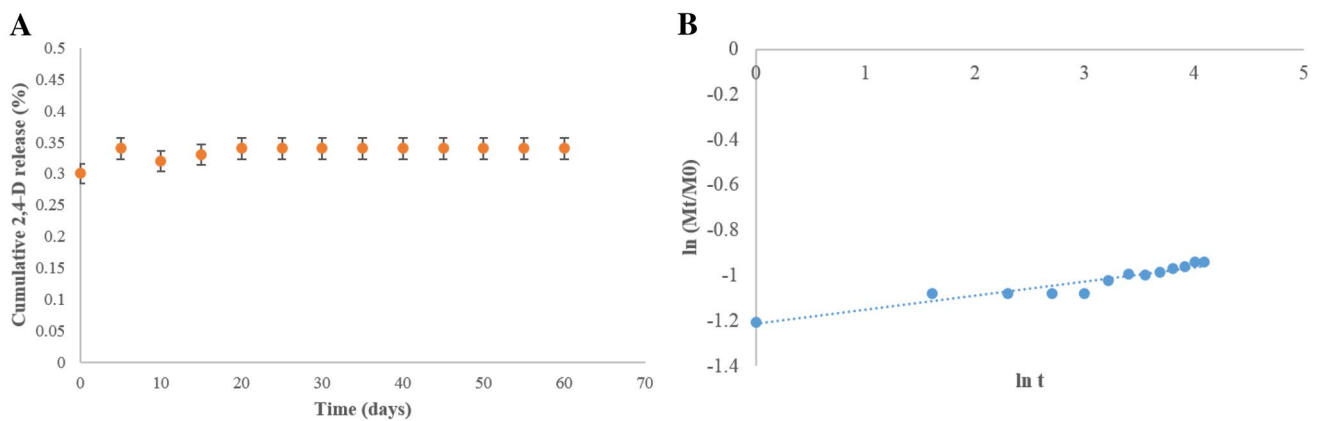 A
Cumulative 2,4-D release (%)
0.5
0.45
0.4
0.35
0.3
0.25
0.2
0.15
0.1
0.05
0
0 10 20 30 40 50 60 70
Time (days)
B
ln (Mt/M0)
0
0 1 2 3 4 5
-0.2
-0.4
-0.6
-0.8
-1
-1.2
-1.4
ln t